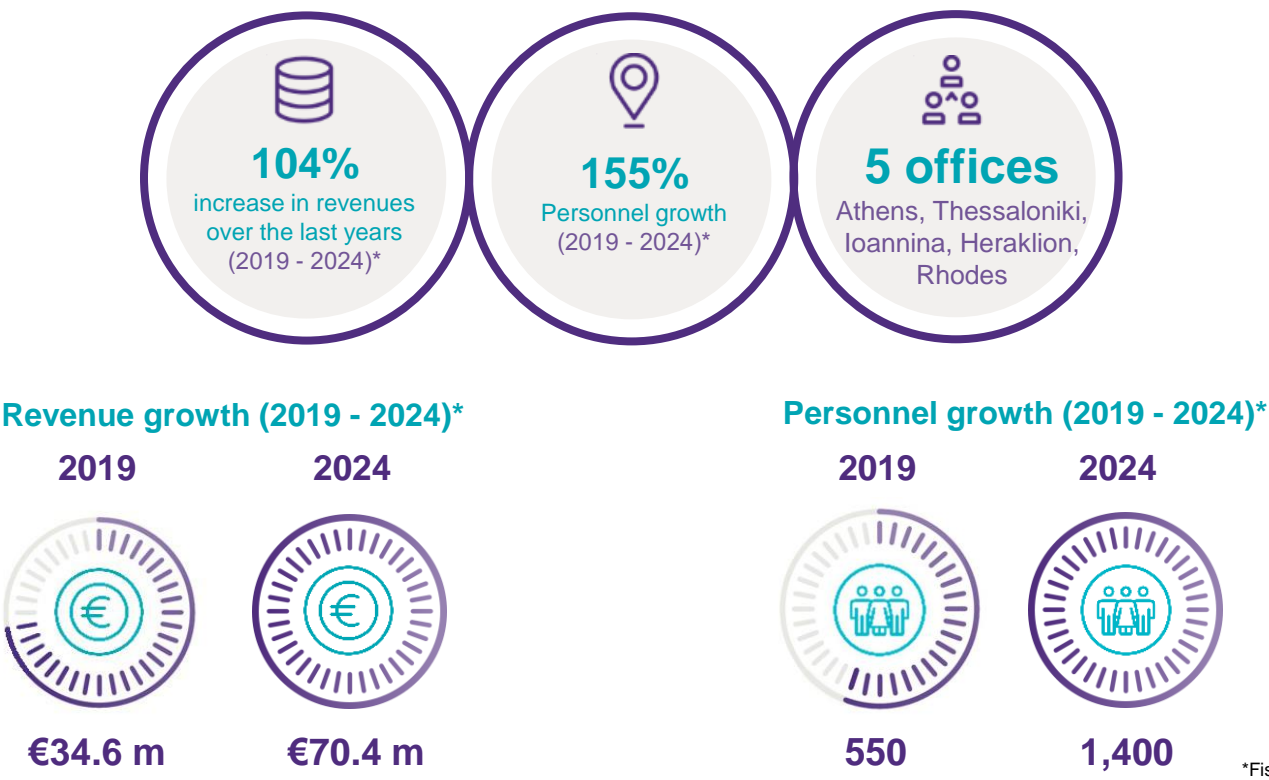 104%
increase in revenues
over the last years
(2019 - 2024)*
155%
Personnel growth
(2019 - 2024)*
5 offices
Athens, Thessaloniki,
Ioannina, Heraklion,
Rhodes
Revenue growth (2019 - 2024)*
2019 2024
€ €
€34.6 m €70.4 m
Personnel growth (2019 - 2024)*
2019 2024
550 1,400